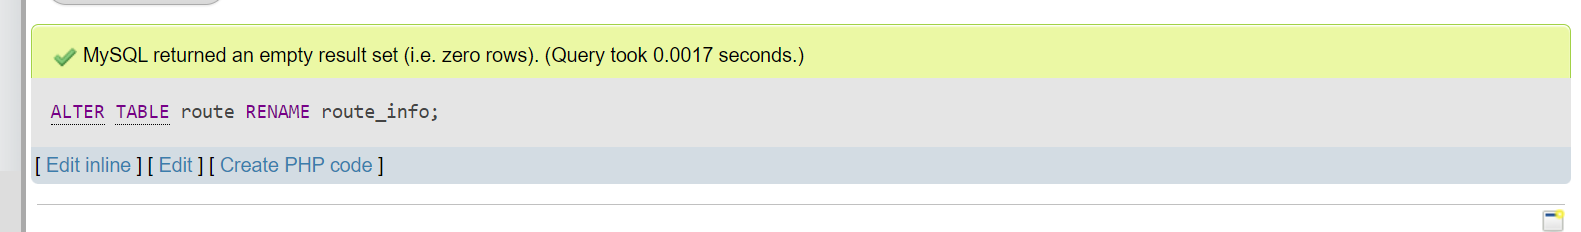 MySQL returned an empty result set (i.e. zero rows). (Query took 0.0017 seconds.)
ALTER TABLE route RENAME route_info;
[ Edit inline ] [ Edit ] [ Create PHP code ]